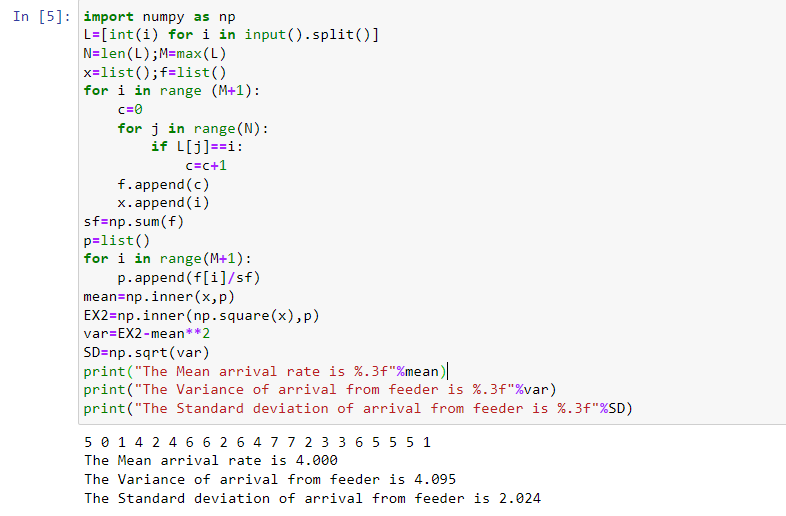 In [5]: import numpy as np
L=[int(i) for i in input().split()]
N=len(L);M=max(L)
x=list();f=list()
for i in range (M+1):
    c=0
    for j in range(N):
        if L[j]==i:
            c=c+1
    f.append(c)
    x.append(i)
sf=np.sum(f)
p=list()
for i in range(M+1):
    p.append(f[i]/sf)
mean=np.inner(x,p)
EX2=np.inner(np.square(x),p)
var=EX2-mean**2
SD=np.sqrt(var)
print("The Mean arrival rate is %.3f"%mean)
print("The Variance of arrival from feeder is %.3f"%var)
print("The Standard deviation of arrival from feeder is %.3f"%SD)
5 0 1 4 2 4 6 6 2 6 4 7 7 2 3 3 6 5 5 5 1
The Mean arrival rate is 4.000
The Variance of arrival from feeder is 4.095
The Standard deviation of arrival from feeder is 2.024